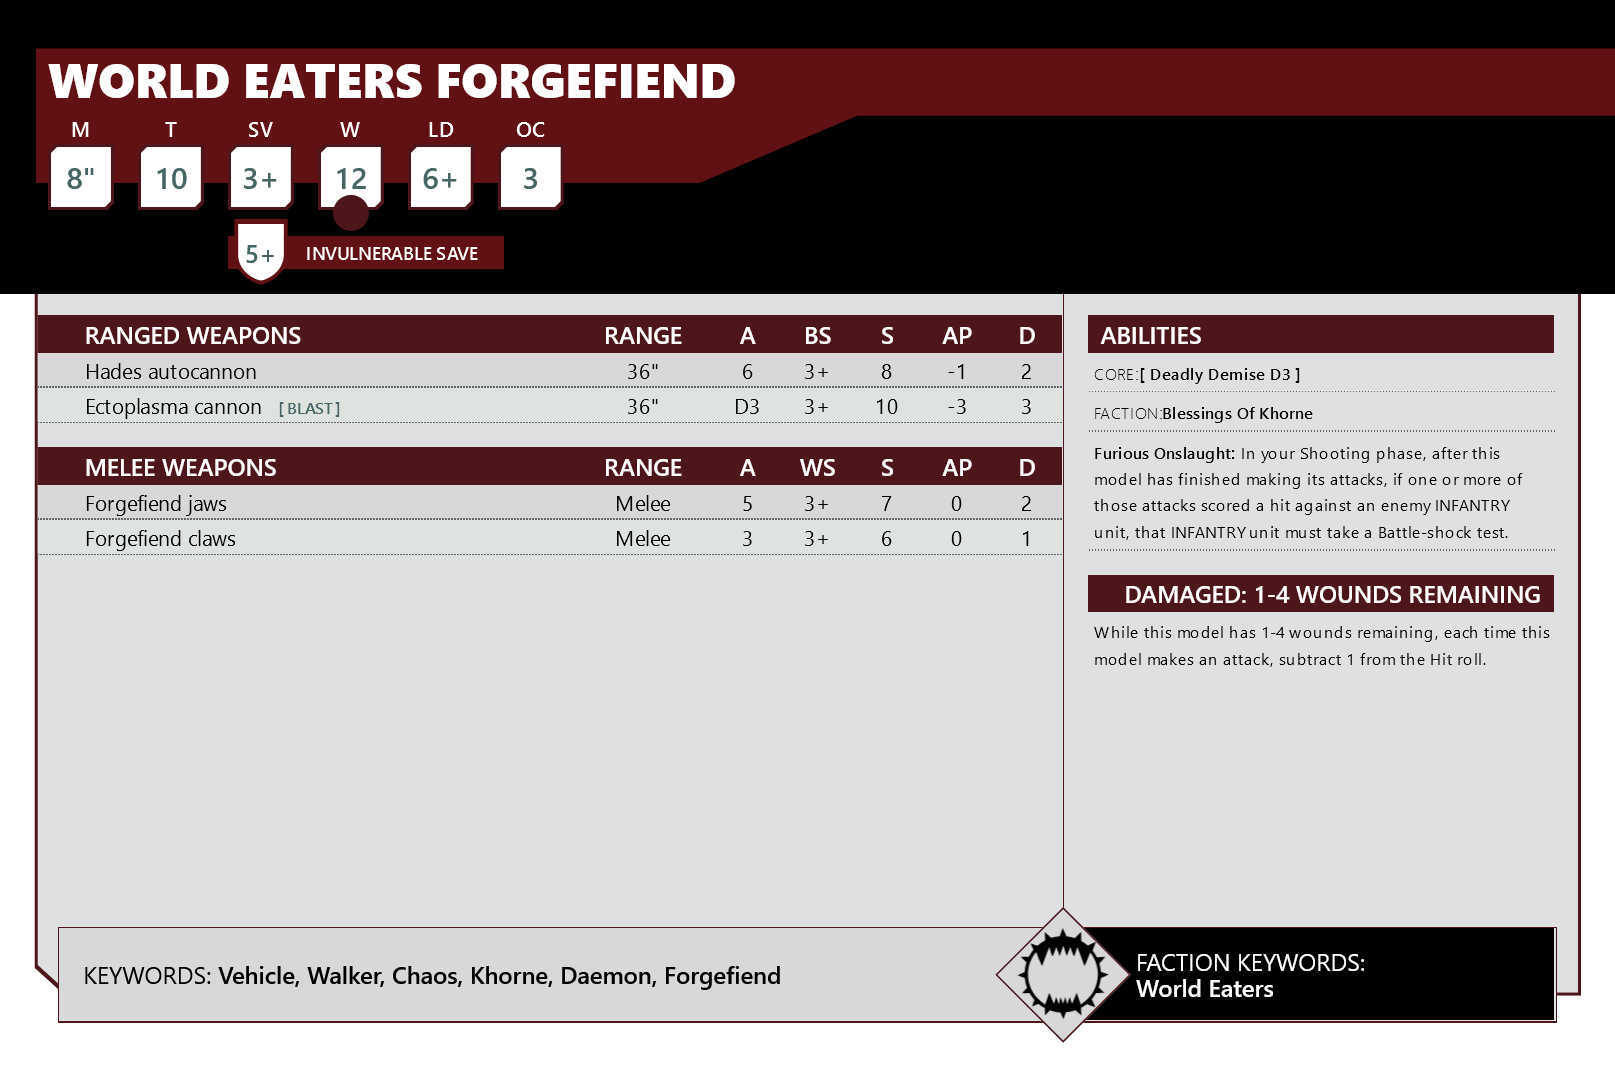 WORLD EATERS FORGEFIEND
M T SV W LD OC
8" 10 3+ 12 6+ 3
5+ INVULNERABLE SAVE
RANGED WEAPONS RANGE A BS S AP D
Hades autocannon 36" 6 3+ 8 -1 2
Ectoplasma cannon [BLAST] 36" D3 3+ 10 -3 3
MELEE WEAPONS RANGE A WS S AP D
Forgefiend jaws Melee 5 3+ 7 0 2
Forgefiend claws Melee 3 3+ 6 0 1
ABILITIES
CORE:[ Deadly Demise D3 ]
FACTION:Blessings Of Khorne
Furious Onslaught: In your Shooting phase, after this
model has finished making its attacks, if one or more of
those attacks scored a hit against an enemy INFANTRY
unit, that INFANTRY unit must take a Battle-shock test.
DAMAGED: 1-4 WOUNDS REMAINING
While this model has 1-4 wounds remaining, each time this
model makes an attack, subtract 1 from the Hit roll.
KEYWORDS: Vehicle, Walker, Chaos, Khorne, Daemon, Forgefiend
FACTION KEYWORDS:
World Eaters